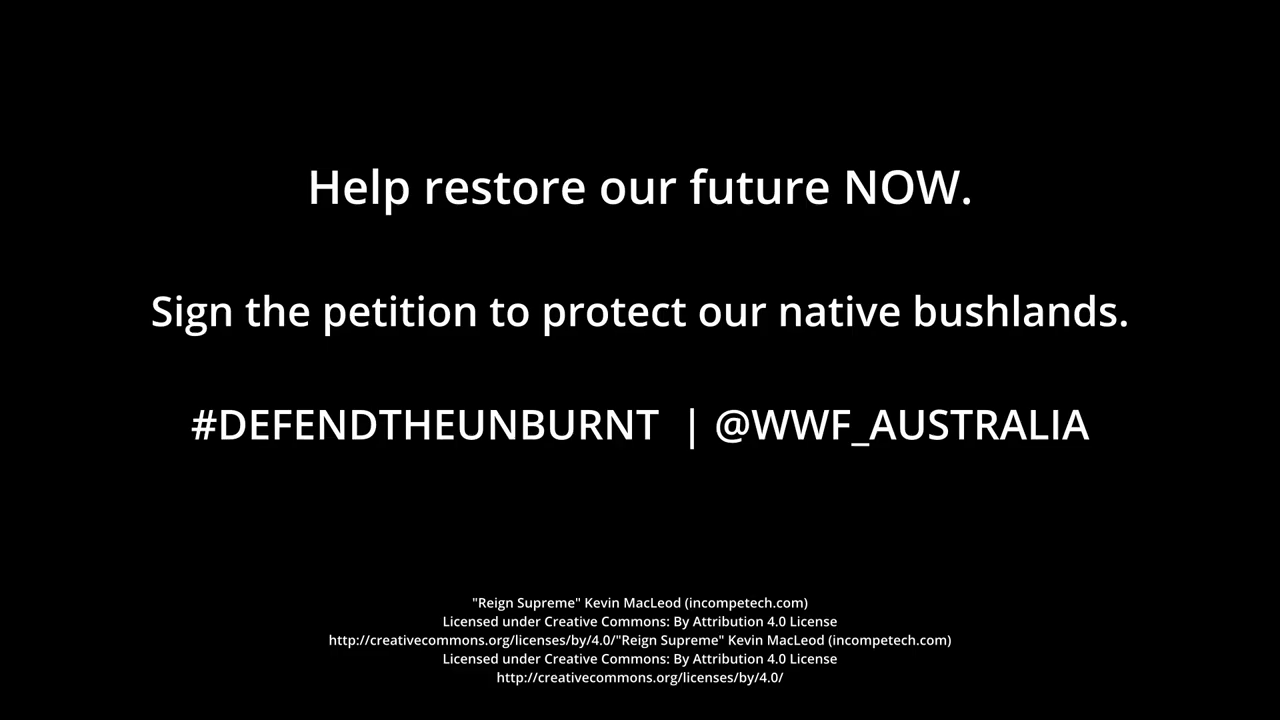 Help restore our future NOW.
Sign the petition to protect our native bushlands.
#DEFENDTHEUNBURNT | @WWF_AUSTRALIA
"Reign Supreme" Kevin MacLeod (incompetech.com)
Licensed under Creative Commons: By Attribution 4.0 License
http://creativecommons.org/licenses/by/4.0/"Reign Supreme" Kevin MacLeod (incompetech.com)
Licensed under Creative Commons: By Attribution 4.0 License
http://creativecommons.org/licenses/by/4.0/